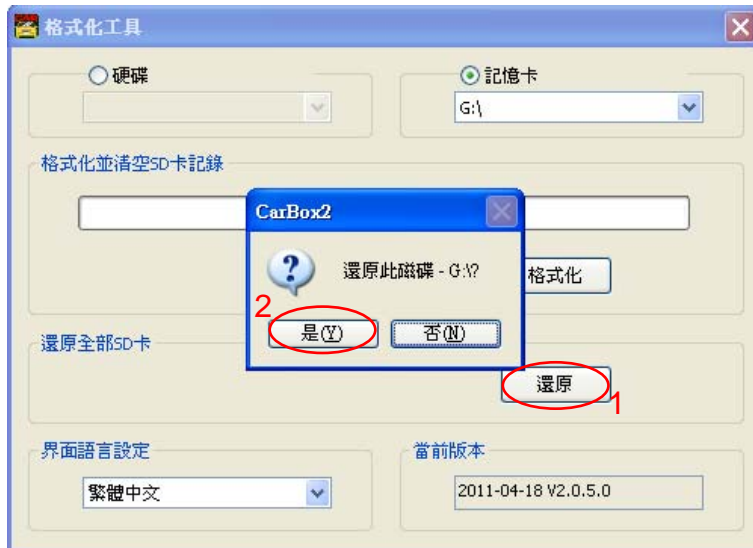 格式化工具
硬碟
記憶卡
G:\
格式化並清空SD卡記錄
CarBox2
還原此磁碟 - G:\?
格式化
2
是(Y)
否(N)
還原全部SD卡
還原
1
界面語言設定
當前版本
繁體中文
2011-04-18 V2.0.5.0